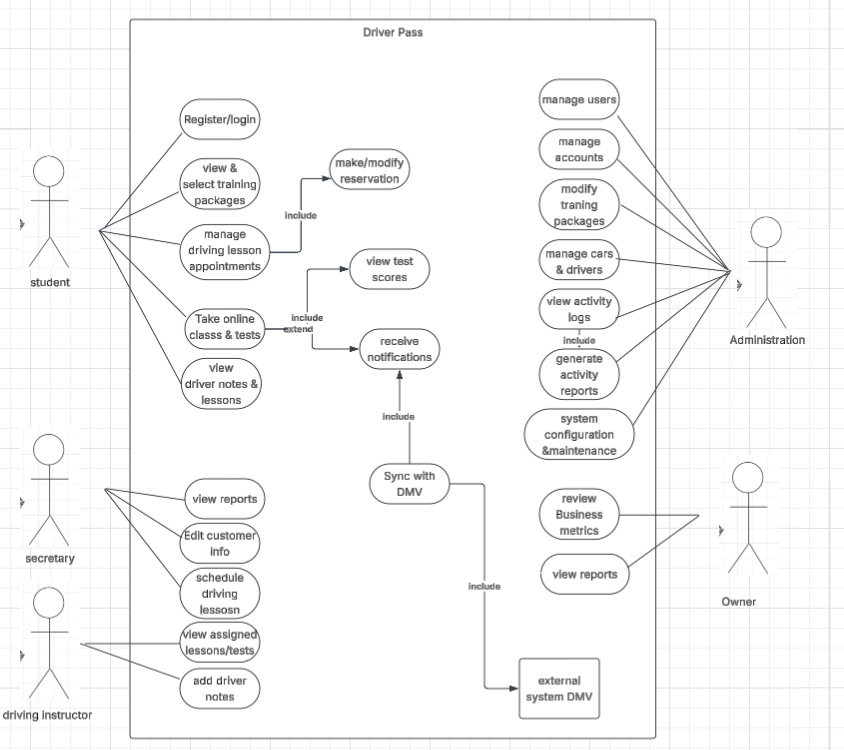 Driver Pass
Register/login
view &
select training
packages
manage
driving lesson
appointments
include
make/modify
reservation
Take online
classs & tests
include
extend
view test
scores
receive
notifications
view
driver notes &
lessons
student
include
Sync with
DMV
include
external
system DMV
view reports
Edit customer
info
schedule
driving
lessosn
secretary
view assigned
lessons/tests
add driver
notes
driving instructor
manage users
manage
accounts
modify
traning
packages
manage cars
& drivers
view activity
logs
include
generate
activity
reports
system
configuration
&maintenance
Administration
review
Business
metrics
view reports
Owner